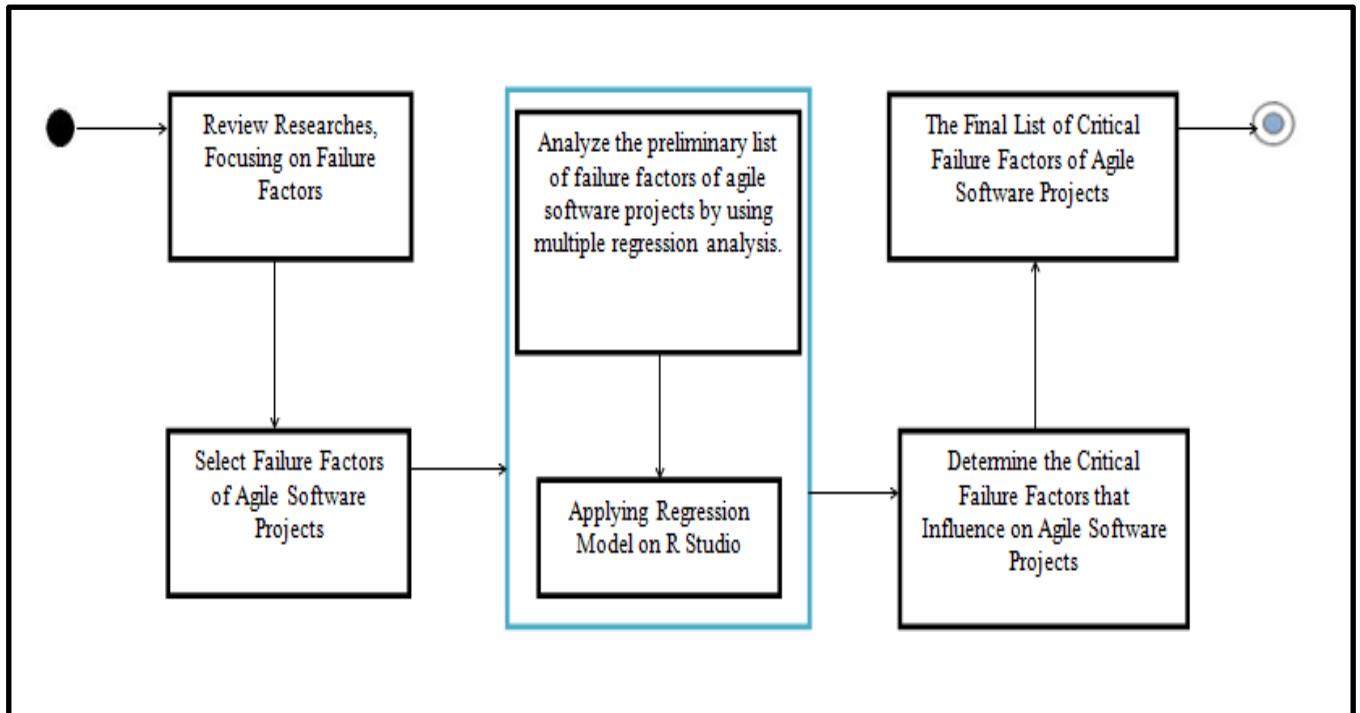 Review Researches,
Focusing on Failure
Factors
Select Failure Factors
of Agile Software
Projects
Analyze the preliminary list
of failure factors of agile
software projects by using
multiple regression analysis.
Applying Regression
Model on R Studio
Determine the Critical
Failure Factors that
Influence on Agile Software
Projects
The Final List of Critical
Failure Factors of Agile
Software Projects